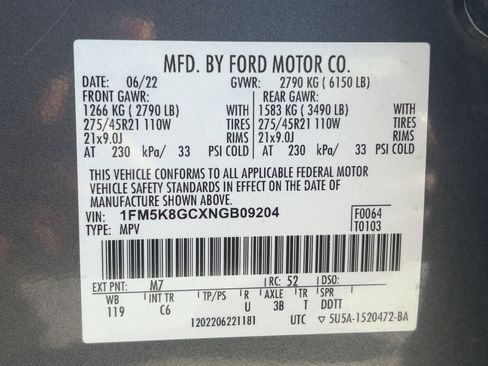 MFD. BY FORD MOTOR CO.
DATE: 06/22 GVWR: 2790 KG ( 6150 LB)
FRONT GAWR: REAR GAWR:
1266 KG ( 2790 LB) WITH 1583 KG ( 3490 LB) WITH
275/45R21 110W TIRES 275/45R21 110W TIRES
21x9.0J RIMS 21x9.0J RIMS
AT 230 kPa/ 33 PSI COLD AT 230 kPa/ 33 PSI COLD
THIS VEHICLE CONFORMS TO ALL APPLICABLE FEDERAL MOTOR
VEHICLE SAFETY STANDARDS IN EFFECT ON THE DATE OF
MANUFACTURE SHOWN ABOVE.
VIN: 1FM5K8GCXNGB09204 F0064
TYPE: MPV T0103
EXT PNT: M7 RC: 52 DSO:
WB INT TR TP/PS R AXLE TR SPR
119 C6 U 3B T DDTT
1202206221181 UTC 5U5A-1520472-BA